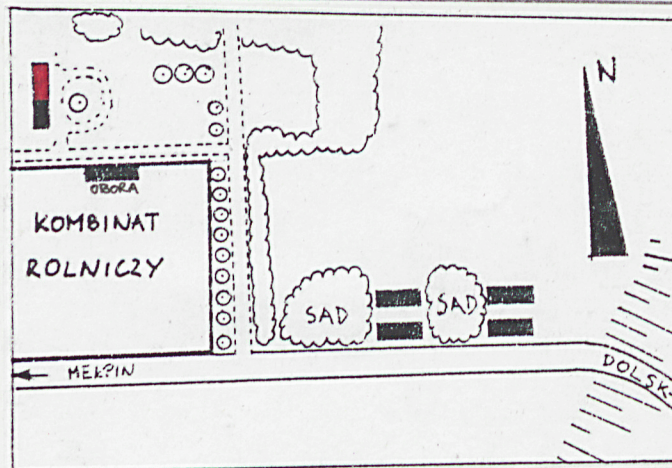 N
OBORA
KOMBINAT
ROLNICZY
SAD
SAD
MEŁPIN
DOLSK